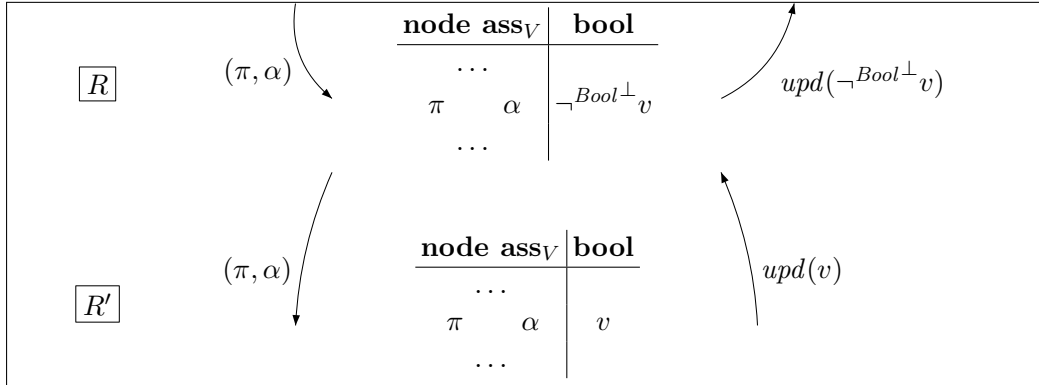 node ass_V bool
(π, α) ...
R π α ¬^{Bool^⊥} v upd(¬^{Bool^⊥} v)
...
node ass_V bool
(π, α) ... upd(v)
R′ π α v
...